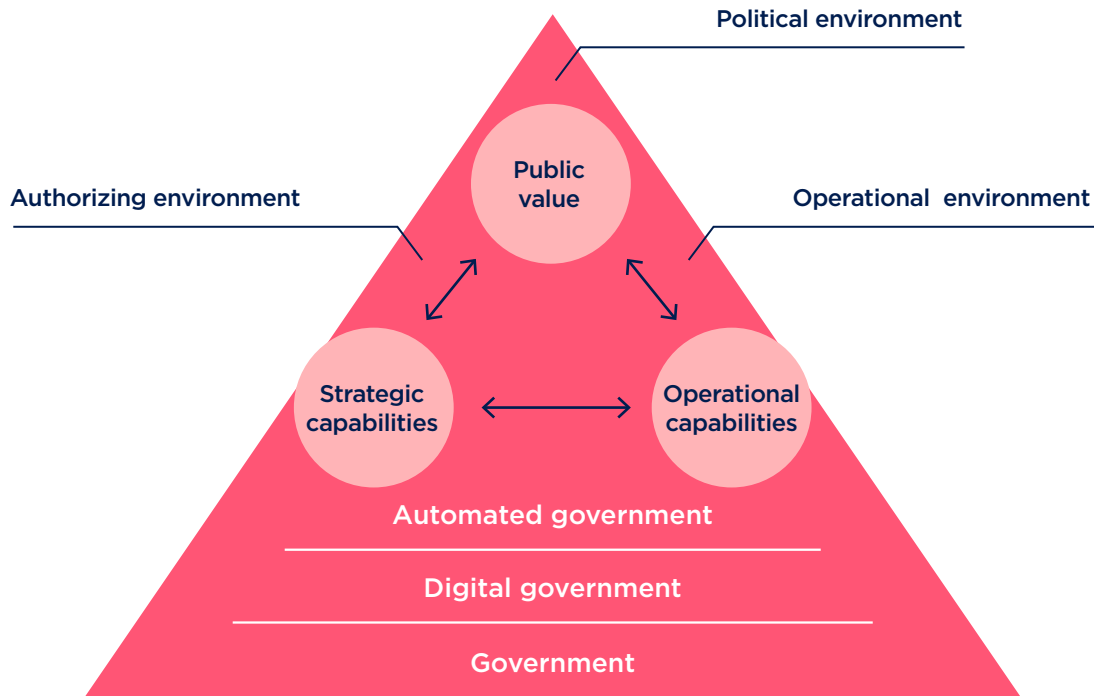 Political environment
Public
value
Authorizing environment
Operational environment
Strategic
capabilities
Operational
capabilities
Automated government
Digital government
Government